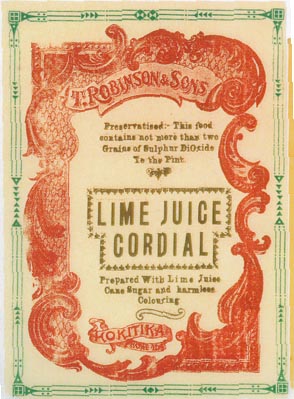 T. ROBINSON & SONS
Preservatised:- This food
contains not more than two
Grains of Sulphur DiOxide
To the Pint.
LIME JUICE
CORDIAL
Prepared With Lime Juice
Cane Sugar and harmless
Colouring
HOKITIKA